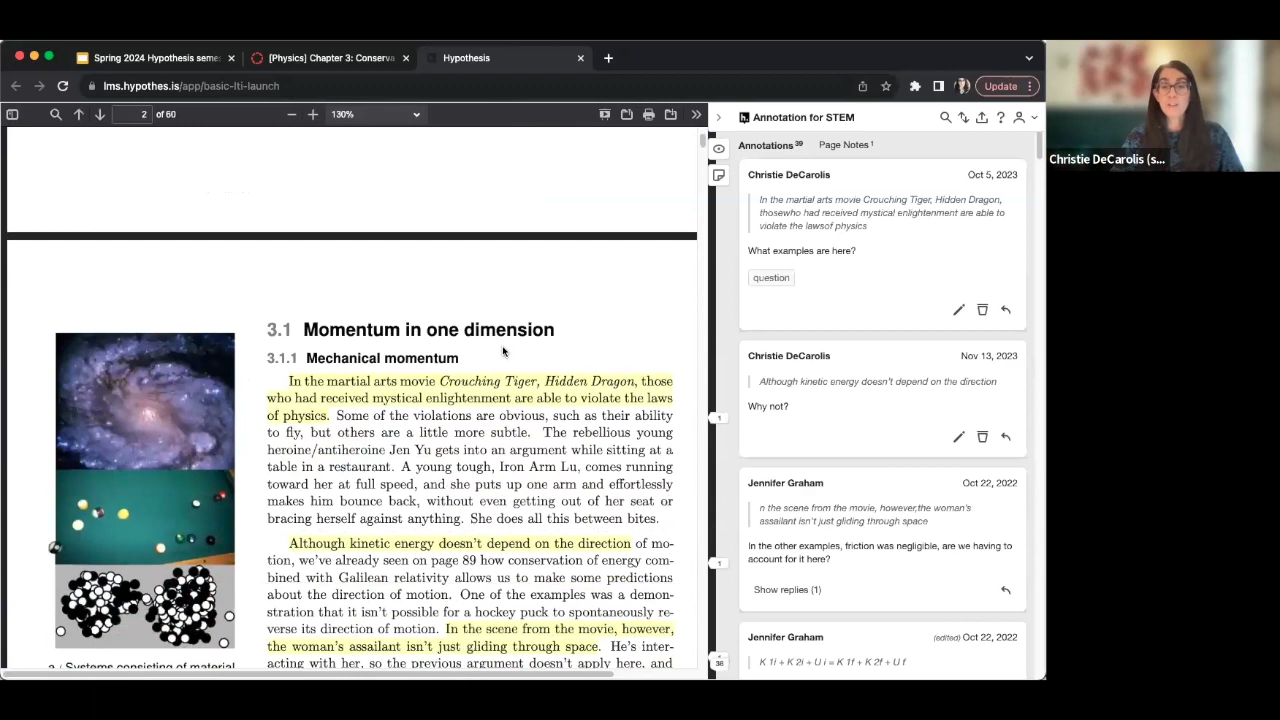 Spring 2024 Hypothesis seme
[Physics] Chapter 3: Conserva
Hypothesis
lms.hypothes.is/app/basic-lti-launch
Update
2 of 60
130%
3.1 Momentum in one dimension
3.1.1 Mechanical momentum
In the martial arts movie Crouching Tiger, Hidden Dragon, those
who had received mystical enlightenment are able to violate the laws
of physics. Some of the violations are obvious, such as their ability
to fly, but others are a little more subtle. The rebellious young
heroine/antiheroine Jen Yu gets into an argument while sitting at a
table in a restaurant. A young tough, Iron Arm Lu, comes running
toward her at full speed, and she puts up one arm and effortlessly
makes him bounce back, without even getting out of her seat or
bracing herself against anything. She does all this between bites.
Although kinetic energy doesn't depend on the direction of mo-
tion, we've already seen on page 89 how conservation of energy com-
bined with Galilean relativity allows us to make some predictions
about the direction of motion. One of the examples was a demon-
stration that it isn't possible for a hockey puck to spontaneously re-
verse its direction of motion. In the scene from the movie, however,
the woman's assailant isn't just gliding through space. He's inter-
acting with her, so the previous argument doesn't apply here, and
a / Systems consisting of material
Annotation for STEM
Annotations 39
Page Notes 1
Christie DeCarolis
Oct 5, 2023
In the martial arts movie Crouching Tiger, Hidden Dragon,
thosewho had received mystical enlightenment are able to
violate the lawsof physics
What examples are here?
question
Christie DeCarolis
Nov 13, 2023
Although kinetic energy doesn't depend on the direction
Why not?
Jennifer Graham
Oct 22, 2022
n the scene from the movie, however,the woman's
assailant isn't just gliding through space
In the other examples, friction was negligible, are we having to
account for it here?
Show replies (1)
Jennifer Graham
(edited) Oct 22, 2022
K 1i + K 2i + U i = K 1f + K 2f + U f
1
1
36
Christie DeCarolis (s...